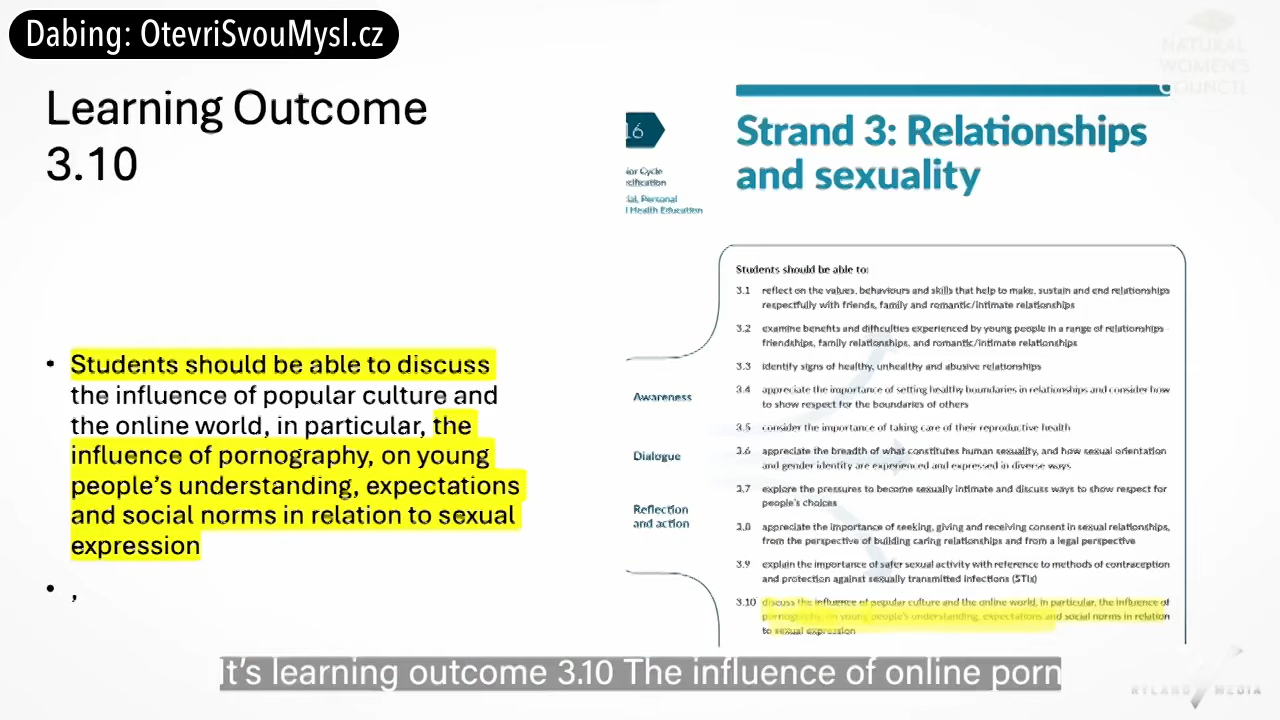 Dabing: OtevriSvouMysl.cz
NATURAL
WOMEN'S
COUNCIL
Learning Outcome
3.10
• Students should be able to discuss
the influence of popular culture and
the online world, in particular, the
influence of pornography, on young
people's understanding, expectations
and social norms in relation to sexual
expression
• ,
16
Strand 3: Relationships
and sexuality
ior Cycle
cification
ial, Personal
l Health Education
Students should be able to:
3.1 reflect on the values, behaviours and skills that help to make, sustain and end relationships
respectfully with friends, family and romantic/intimate relationships
3.2 examine benefits and difficulties experienced by young people in a range of relationships –
friendships, family relationships, and romantic/intimate relationships
3.3 identify signs of healthy, unhealthy and abusive relationships
3.4 appreciate the importance of setting healthy boundaries in relationships and consider how
to show respect for the boundaries of others
3.5 consider the importance of taking care of their reproductive health
3.6 appreciate the breadth of what constitutes human sexuality, and how sexual orientation
and gender identity are experienced and expressed in diverse ways
3.7 explore the pressures to become sexually intimate and discuss ways to show respect for
people's choices
3.8 appreciate the importance of seeking, giving and receiving consent in sexual relationships,
from the perspective of building caring relationships and from a legal perspective
3.9 explain the importance of safer sexual activity with reference to methods of contraception
and protection against sexually transmitted infections (STIs)
3.10 discuss the influence of popular culture and the online world, in particular, the influence of
pornography, on young people's understanding, expectations and social norms in relation
to sexual expression
Awareness
Dialogue
Reflection
and action
It's learning outcome 3.10 The influence of online porn
RYLAND MEDIA